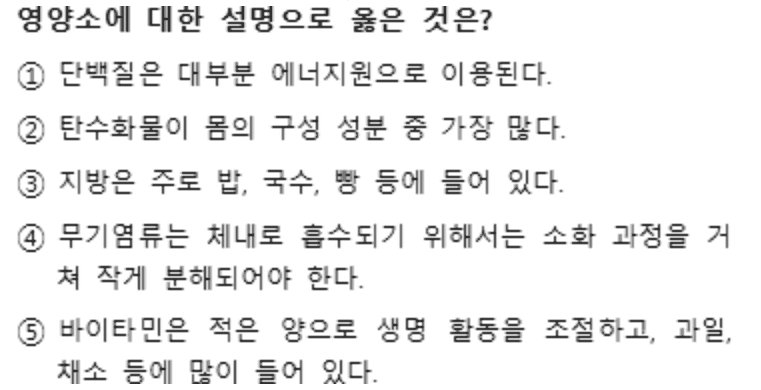 영양소에 대한 설명으로 옳은 것은?
① 단백질은 대부분 에너지원으로 이용된다.
② 탄수화물이 몸의 구성 성분 중 가장 많다.
③ 지방은 주로 밥, 국수, 빵 등에 들어 있다.
④ 무기염류는 체내로 흡수되기 위해서는 소화 과정을 거
쳐 작게 분해되어야 한다.
⑤ 바이타민은 적은 양으로 생명 활동을 조절하고, 과일,
채소 등에 많이 들어 있다.